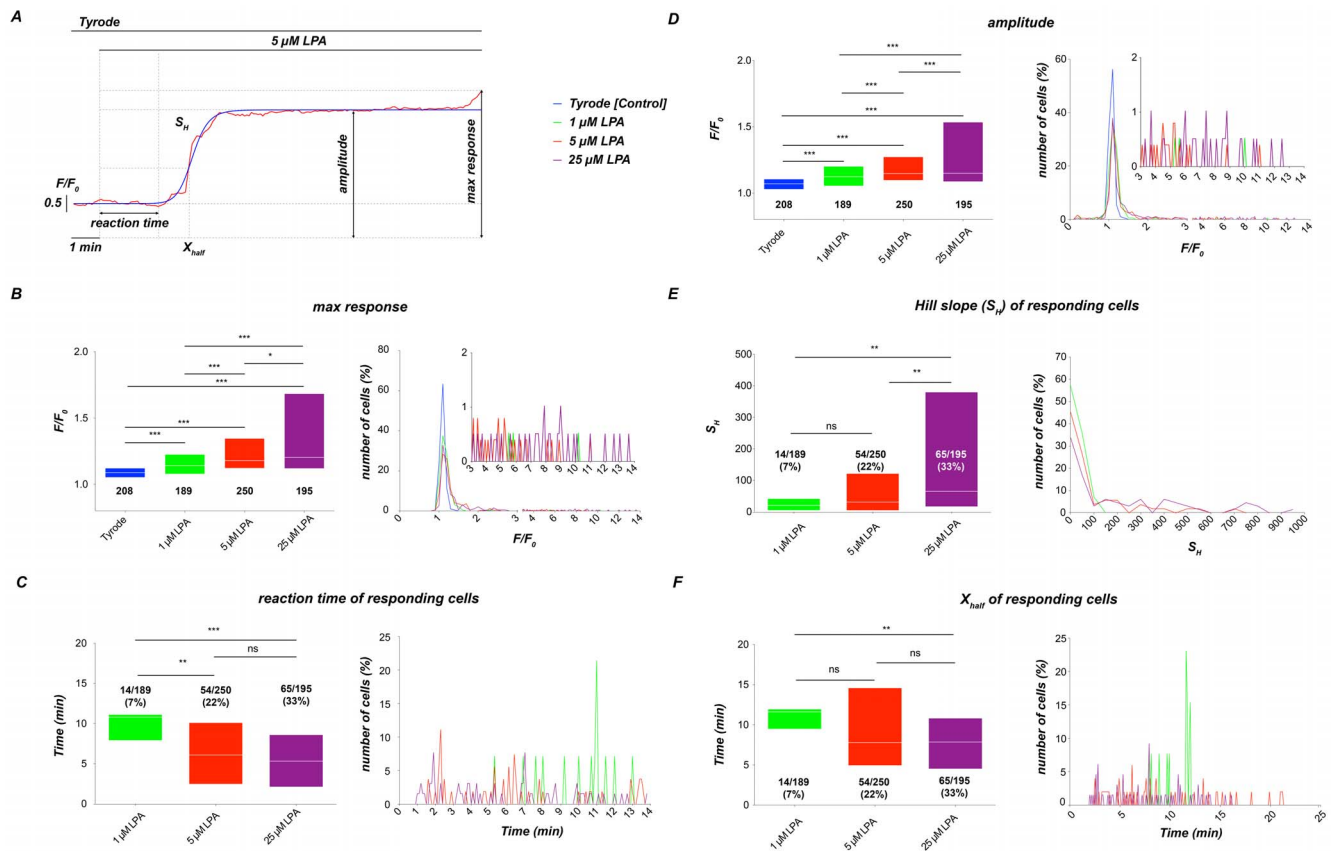 A
Tyrode
5 µM LPA
S_H
F/F₀
0.5
reaction time
1 min
X_half
amplitude
max response
Tyrode [Control]
1 µM LPA
5 µM LPA
25 µM LPA
B
max response
F/F₀
2.0
1.5
1.0
***
***
*
***
***
***
208
189
250
195
Tyrode
1 µM LPA
5 µM LPA
25 µM LPA
number of cells (%)
80
60
40
20
0
2
1
0
3 4 5 6 7 8 9 10 11 12 13 14
0 1 2 3 4 6 8 10 12 14
F/F₀
C
reaction time of responding cells
Time (min)
20
15
10
5
0
***
ns
**
14/189
(7%)
54/250
(22%)
65/195
(33%)
1 µM LPA
5 µM LPA
25 µM LPA
number of cells (%)
25
20
15
10
5
0
0 1 2 3 4 5 6 7 8 9 10 11 12 13 14
Time (min)
D
amplitude
F/F₀
2.0
1.5
1.0
***
***
***
***
***
***
208
189
250
195
Tyrode
1 µM LPA
5 µM LPA
25 µM LPA
number of cells (%)
60
40
20
0
2
1
0
3 4 5 6 7 8 9 10 11 12 13 14
0 1 2 3 4 6 8 10 12 14
F/F₀
E
Hill slope (S_H) of responding cells
S_H
500
400
300
200
100
0
**
**
ns
14/189
(7%)
54/250
(22%)
65/195
(33%)
1 µM LPA
5 µM LPA
25 µM LPA
number of cells (%)
70
60
50
40
30
20
10
0
0 100 200 300 400 500 600 700 800 900 1000
S_H
F
X_half of responding cells
Time (min)
20
15
10
5
0
**
ns
ns
14/189
(7%)
54/250
(22%)
65/195
(33%)
1 µM LPA
5 µM LPA
25 µM LPA
number of cells (%)
25
20
15
10
5
0
0 5 10 15 20 25
Time (min)